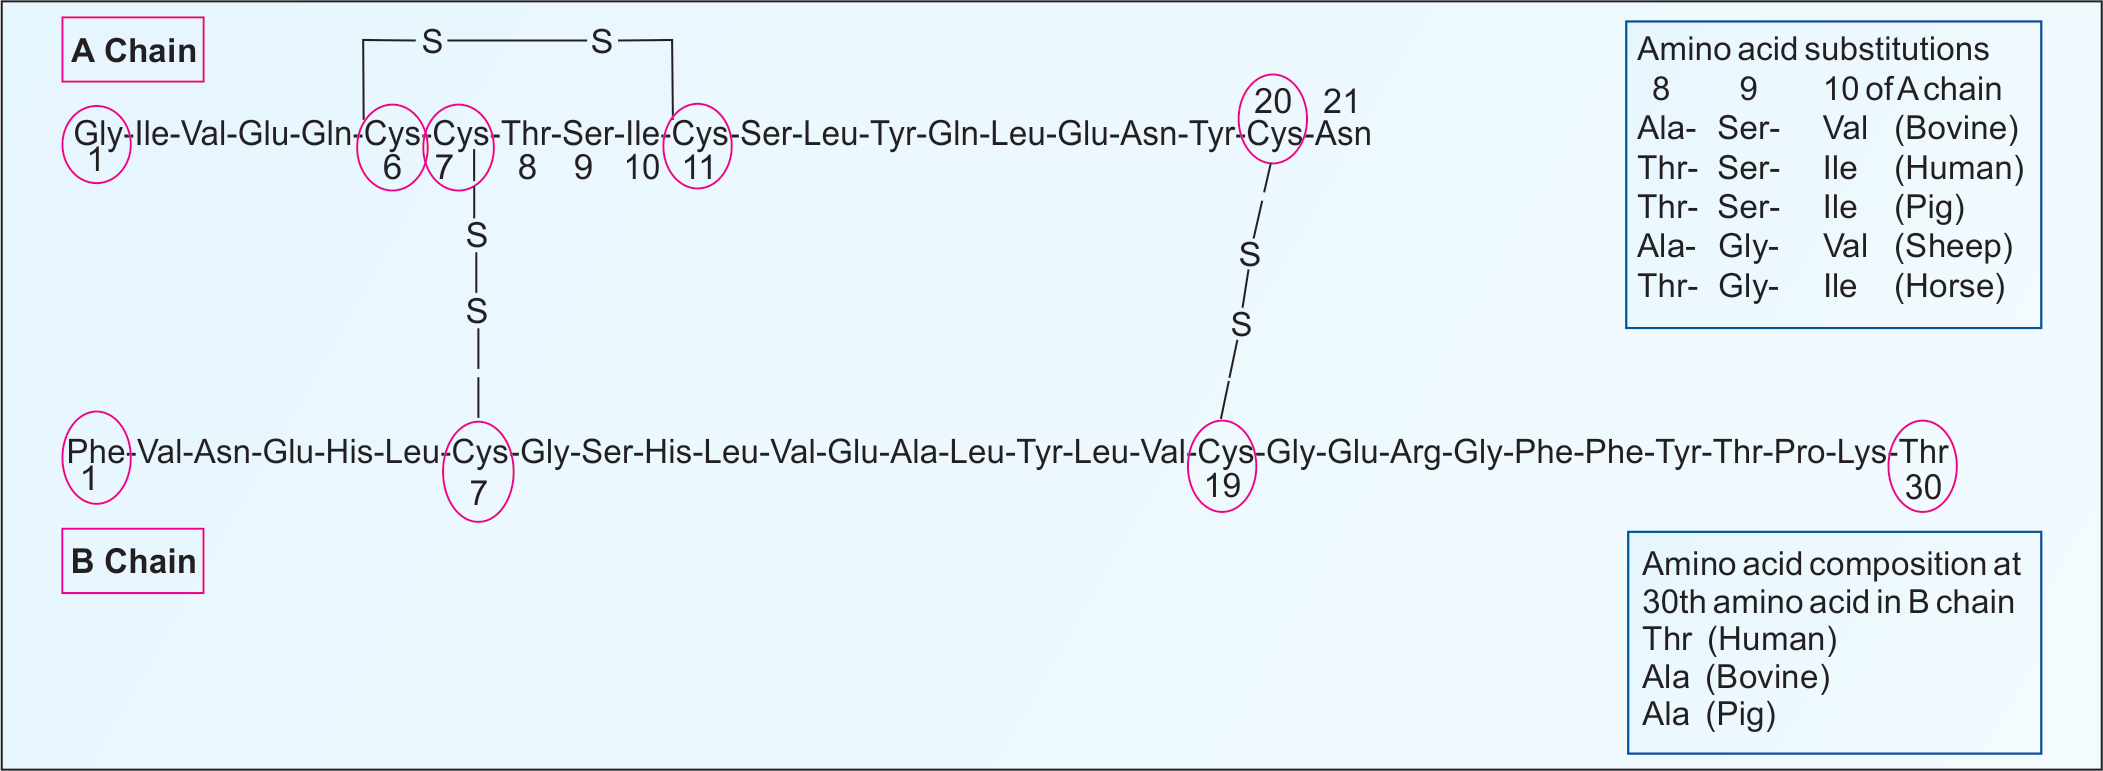 A Chain
S S
Gly-Ile-Val-Glu-Gln-Cys-Cys-Thr-Ser-Ile-Cys-Ser-Leu-Tyr-Gln-Leu-Glu-Asn-Tyr-Cys-Asn
20 21
1 6 7 8 9 10 11
S
S
S
S
Phe-Val-Asn-Glu-His-Leu-Cys-Gly-Ser-His-Leu-Val-Glu-Ala-Leu-Tyr-Leu-Val-Cys-Gly-Glu-Arg-Gly-Phe-Phe-Tyr-Thr-Pro-Lys-Thr
1 7 19 30
B Chain
Amino acid substitutions
8 9 10 of A chain
Ala- Ser- Val (Bovine)
Thr- Ser- Ile (Human)
Thr- Ser- Ile (Pig)
Ala- Gly- Val (Sheep)
Thr- Gly- Ile (Horse)
Amino acid composition at
30th amino acid in B chain
Thr (Human)
Ala (Bovine)
Ala (Pig)